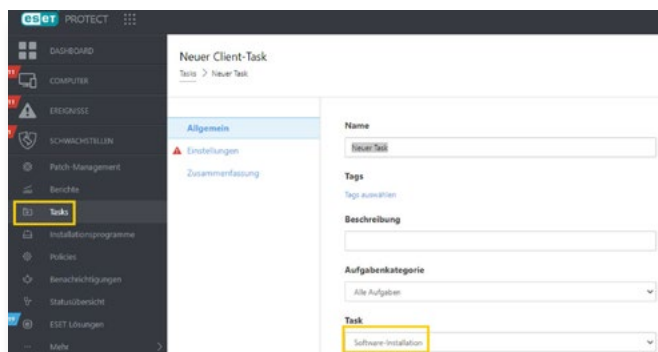 eset PROTECT
DASHBOARD
COMPUTER
EREIGNISSE
SCHWACHSTELLEN
Patch-Management
Berichte
Tasks
Installationsprogramme
Policies
Benachrichtigungen
Statusübersicht
ESET Lösungen
Mehr
Neuer Client-Task
Tasks > Neuer Task
Allgemein
Einstellungen
Zusammenfassung
Name
Neuer Task
Tags
Tags auswählen
Beschreibung
Aufgabenkategorie
Alle Aufgaben
Task
Software-Installation